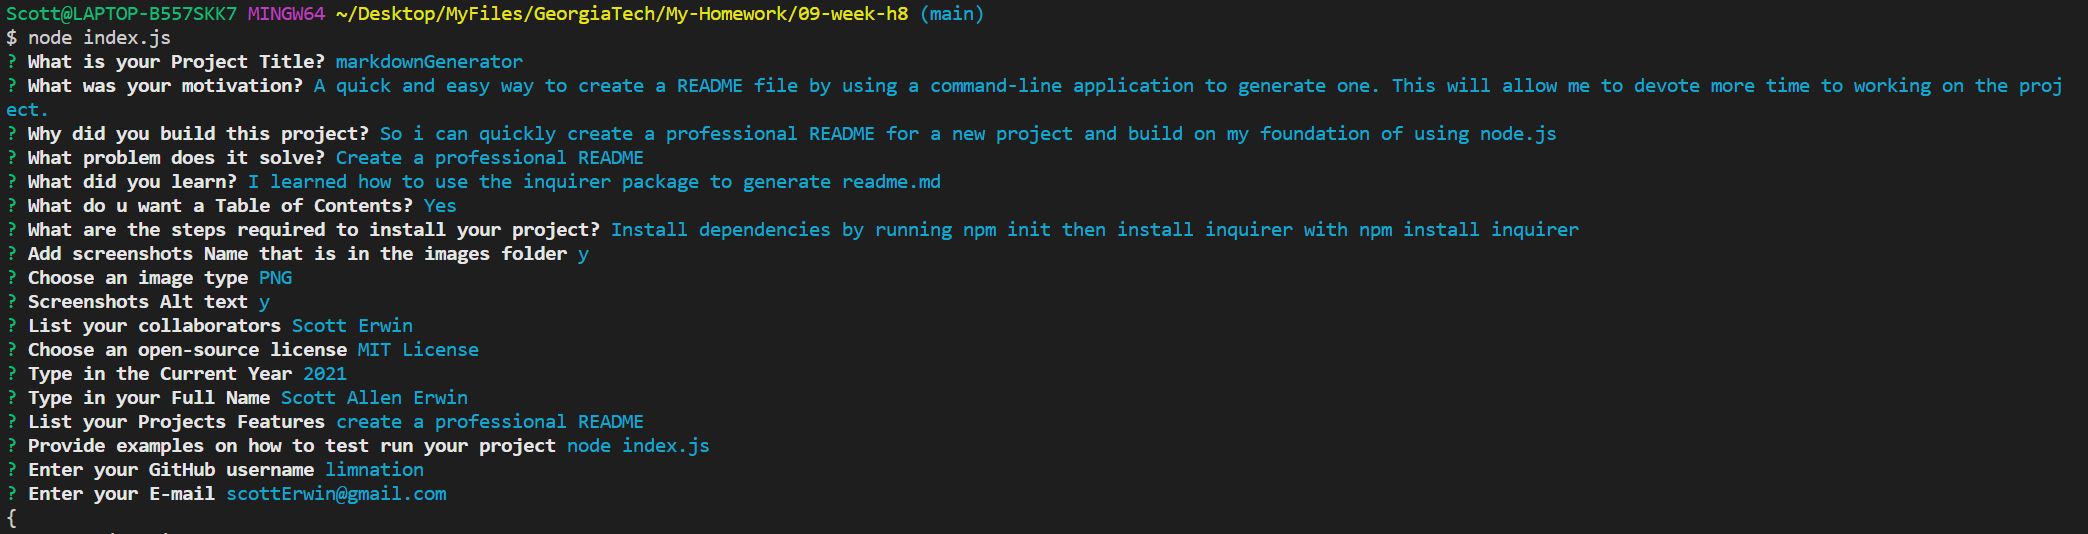 Scott@LAPTOP-B557SKK7 MINGW64 ~/Desktop/MyFiles/GeorgiaTech/My-Homework/09-week-h8 (main)
$ node index.js
? What is your Project Title? markdownGenerator
? What was your motivation? A quick and easy way to create a README file by using a command-line application to generate one. This will allow me to devote more time to working on the proj
ect.
? Why did you build this project? So i can quickly create a professional README for a new project and build on my foundation of using node.js
? What problem does it solve? Create a professional README
? What did you learn? I learned how to use the inquirer package to generate readme.md
? What do u want a Table of Contents? Yes
? What are the steps required to install your project? Install dependencies by running npm init then install inquirer with npm install inquirer
? Add screenshots Name that is in the images folder y
? Choose an image type PNG
? Screenshots Alt text y
? List your collaborators Scott Erwin
? Choose an open-source license MIT License
? Type in the Current Year 2021
? Type in your Full Name Scott Allen Erwin
? List your Projects Features create a professional README
? Provide examples on how to test run your project node index.js
? Enter your GitHub username limnation
? Enter your E-mail scottErwin@gmail.com
{